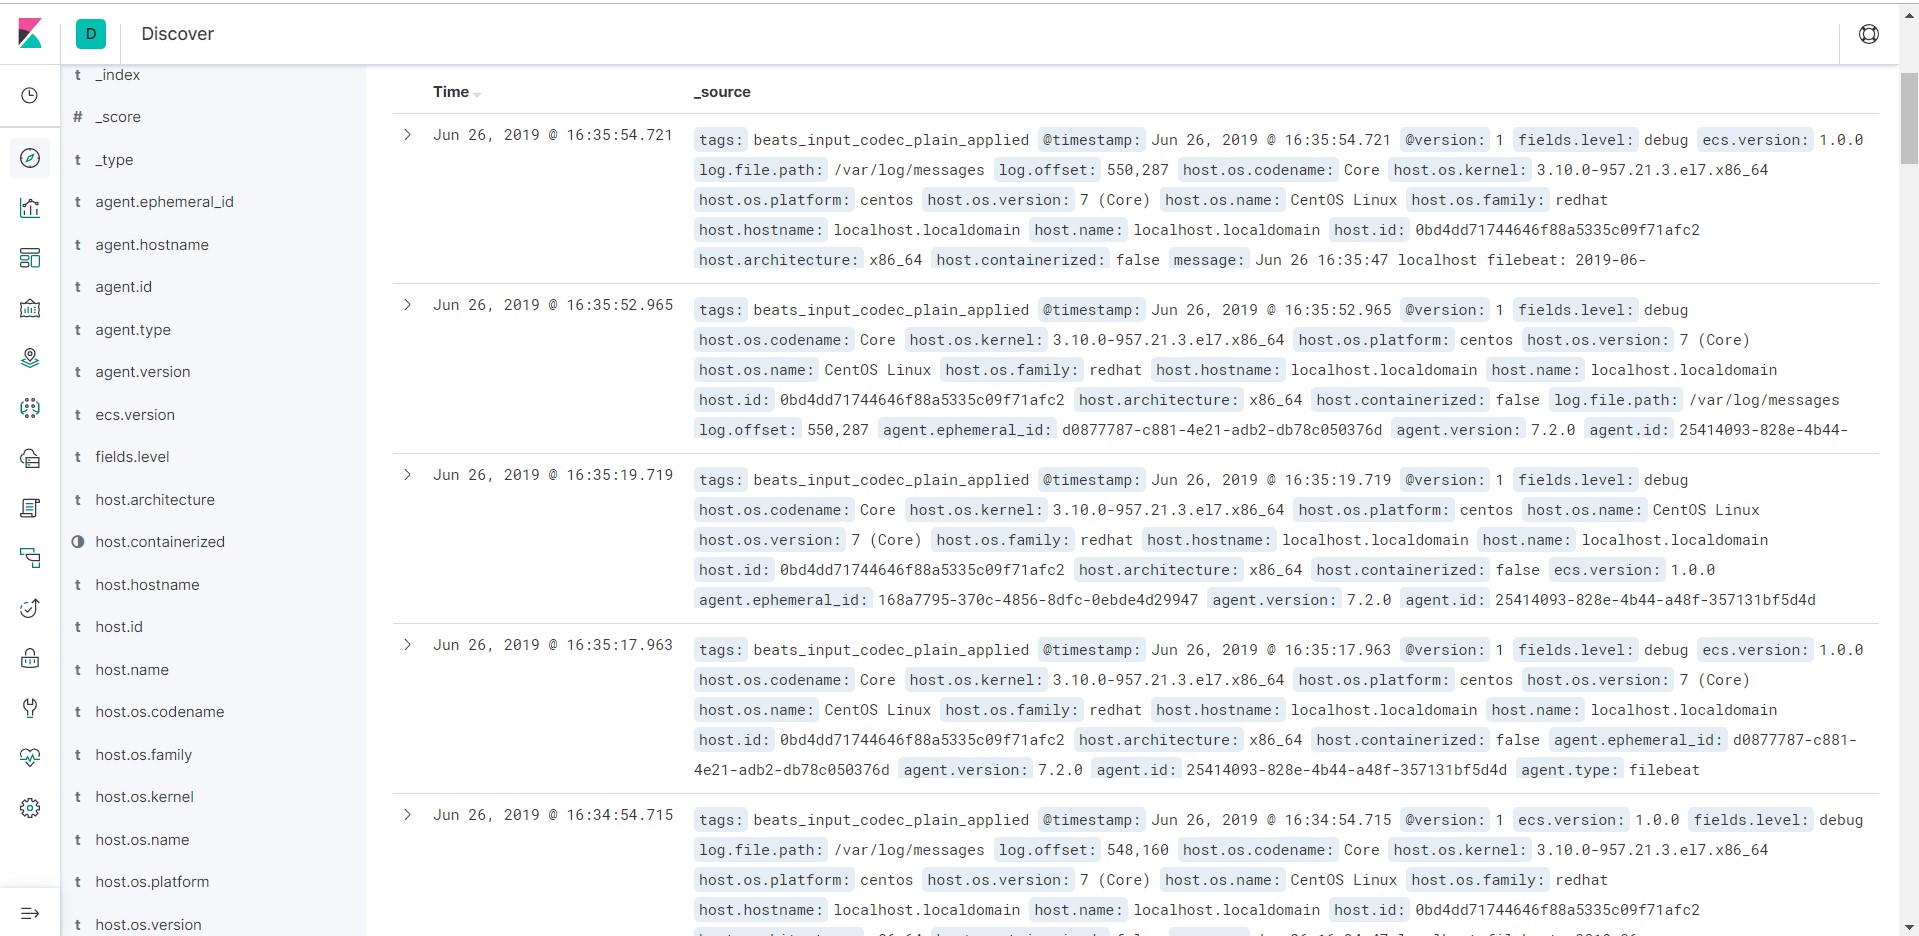 D
Discover
t _index
# _score
t _type
t agent.ephemeral_id
t agent.hostname
t agent.id
t agent.type
t agent.version
t ecs.version
t fields.level
t host.architecture
host.containerized
t host.hostname
t host.id
t host.name
t host.os.codename
t host.os.family
t host.os.kernel
t host.os.name
t host.os.platform
t host.os.version
Time _source
Jun 26, 2019 @ 16:35:54.721
tags: beats_input_codec_plain_applied @timestamp: Jun 26, 2019 @ 16:35:54.721 @version: 1 fields.level: debug ecs.version: 1.0.0
log.file.path: /var/log/messages log.offset: 550,287 host.os.codename: Core host.os.kernel: 3.10.0-957.21.3.el7.x86_64
host.os.platform: centos host.os.version: 7 (Core) host.os.name: CentOS Linux host.os.family: redhat
host.hostname: localhost.localdomain host.name: localhost.localdomain host.id: 0bd4dd71744646f88a5335c09f71afc2
host.architecture: x86_64 host.containerized: false message: Jun 26 16:35:47 localhost filebeat: 2019-06-
Jun 26, 2019 @ 16:35:52.965
tags: beats_input_codec_plain_applied @timestamp: Jun 26, 2019 @ 16:35:52.965 @version: 1 fields.level: debug
host.os.codename: Core host.os.kernel: 3.10.0-957.21.3.el7.x86_64 host.os.platform: centos host.os.version: 7 (Core)
host.os.name: CentOS Linux host.os.family: redhat host.hostname: localhost.localdomain host.name: localhost.localdomain
host.id: 0bd4dd71744646f88a5335c09f71afc2 host.architecture: x86_64 host.containerized: false log.file.path: /var/log/messages
log.offset: 550,287 agent.ephemeral_id: d0877787-c881-4e21-adb2-db78c050376d agent.version: 7.2.0 agent.id: 25414093-828e-4b44-
Jun 26, 2019 @ 16:35:19.719
tags: beats_input_codec_plain_applied @timestamp: Jun 26, 2019 @ 16:35:19.719 @version: 1 fields.level: debug
host.os.codename: Core host.os.kernel: 3.10.0-957.21.3.el7.x86_64 host.os.platform: centos host.os.name: CentOS Linux
host.os.version: 7 (Core) host.os.family: redhat host.hostname: localhost.localdomain host.name: localhost.localdomain
host.id: 0bd4dd71744646f88a5335c09f71afc2 host.architecture: x86_64 host.containerized: false ecs.version: 1.0.0
agent.ephemeral_id: 168a7795-370c-4856-8dfc-0ebde4d29947 agent.version: 7.2.0 agent.id: 25414093-828e-4b44-a48f-357131bf5d4d
Jun 26, 2019 @ 16:35:17.963
tags: beats_input_codec_plain_applied @timestamp: Jun 26, 2019 @ 16:35:17.963 @version: 1 fields.level: debug ecs.version: 1.0.0
host.os.codename: Core host.os.kernel: 3.10.0-957.21.3.el7.x86_64 host.os.platform: centos host.os.version: 7 (Core)
host.os.name: CentOS Linux host.os.family: redhat host.hostname: localhost.localdomain host.name: localhost.localdomain
host.id: 0bd4dd71744646f88a5335c09f71afc2 host.architecture: x86_64 host.containerized: false agent.ephemeral_id: d0877787-c881-
4e21-adb2-db78c050376d agent.version: 7.2.0 agent.id: 25414093-828e-4b44-a48f-357131bf5d4d agent.type: filebeat
Jun 26, 2019 @ 16:34:54.715
tags: beats_input_codec_plain_applied @timestamp: Jun 26, 2019 @ 16:34:54.715 @version: 1 ecs.version: 1.0.0 fields.level: debug
log.file.path: /var/log/messages log.offset: 548,160 host.os.codename: Core host.os.kernel: 3.10.0-957.21.3.el7.x86_64
host.os.platform: centos host.os.version: 7 (Core) host.os.name: CentOS Linux host.os.family: redhat
host.hostname: localhost.localdomain host.name: localhost.localdomain host.id: 0bd4dd71744646f88a5335c09f71afc2